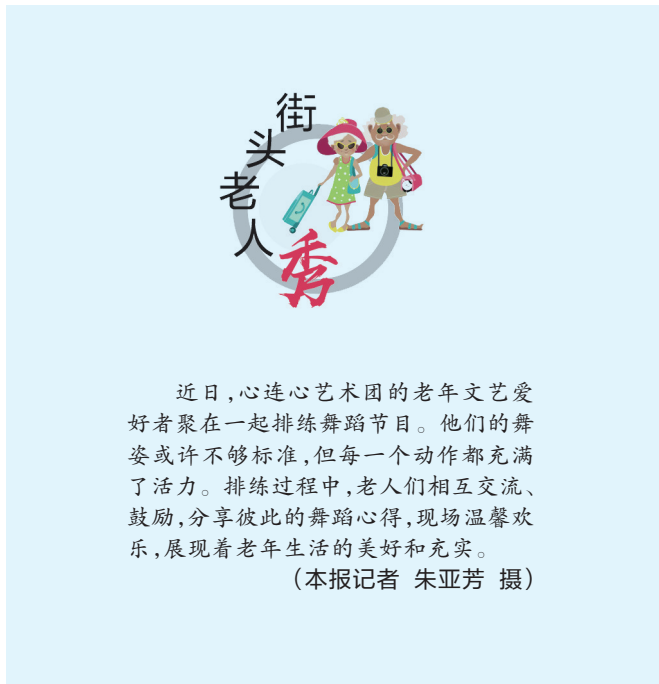 街头老人
秀
近日,心连心艺术团的老年文艺爱
好者聚在一起排练舞蹈节目。他们的舞
姿或许不够标准,但每一个动作都充满
了活力。排练过程中,老人们相互交流、
鼓励,分享彼此的舞蹈心得,现场温馨欢
乐,展现着老年生活的美好和充实。
(本报记者 朱亚芳 摄)